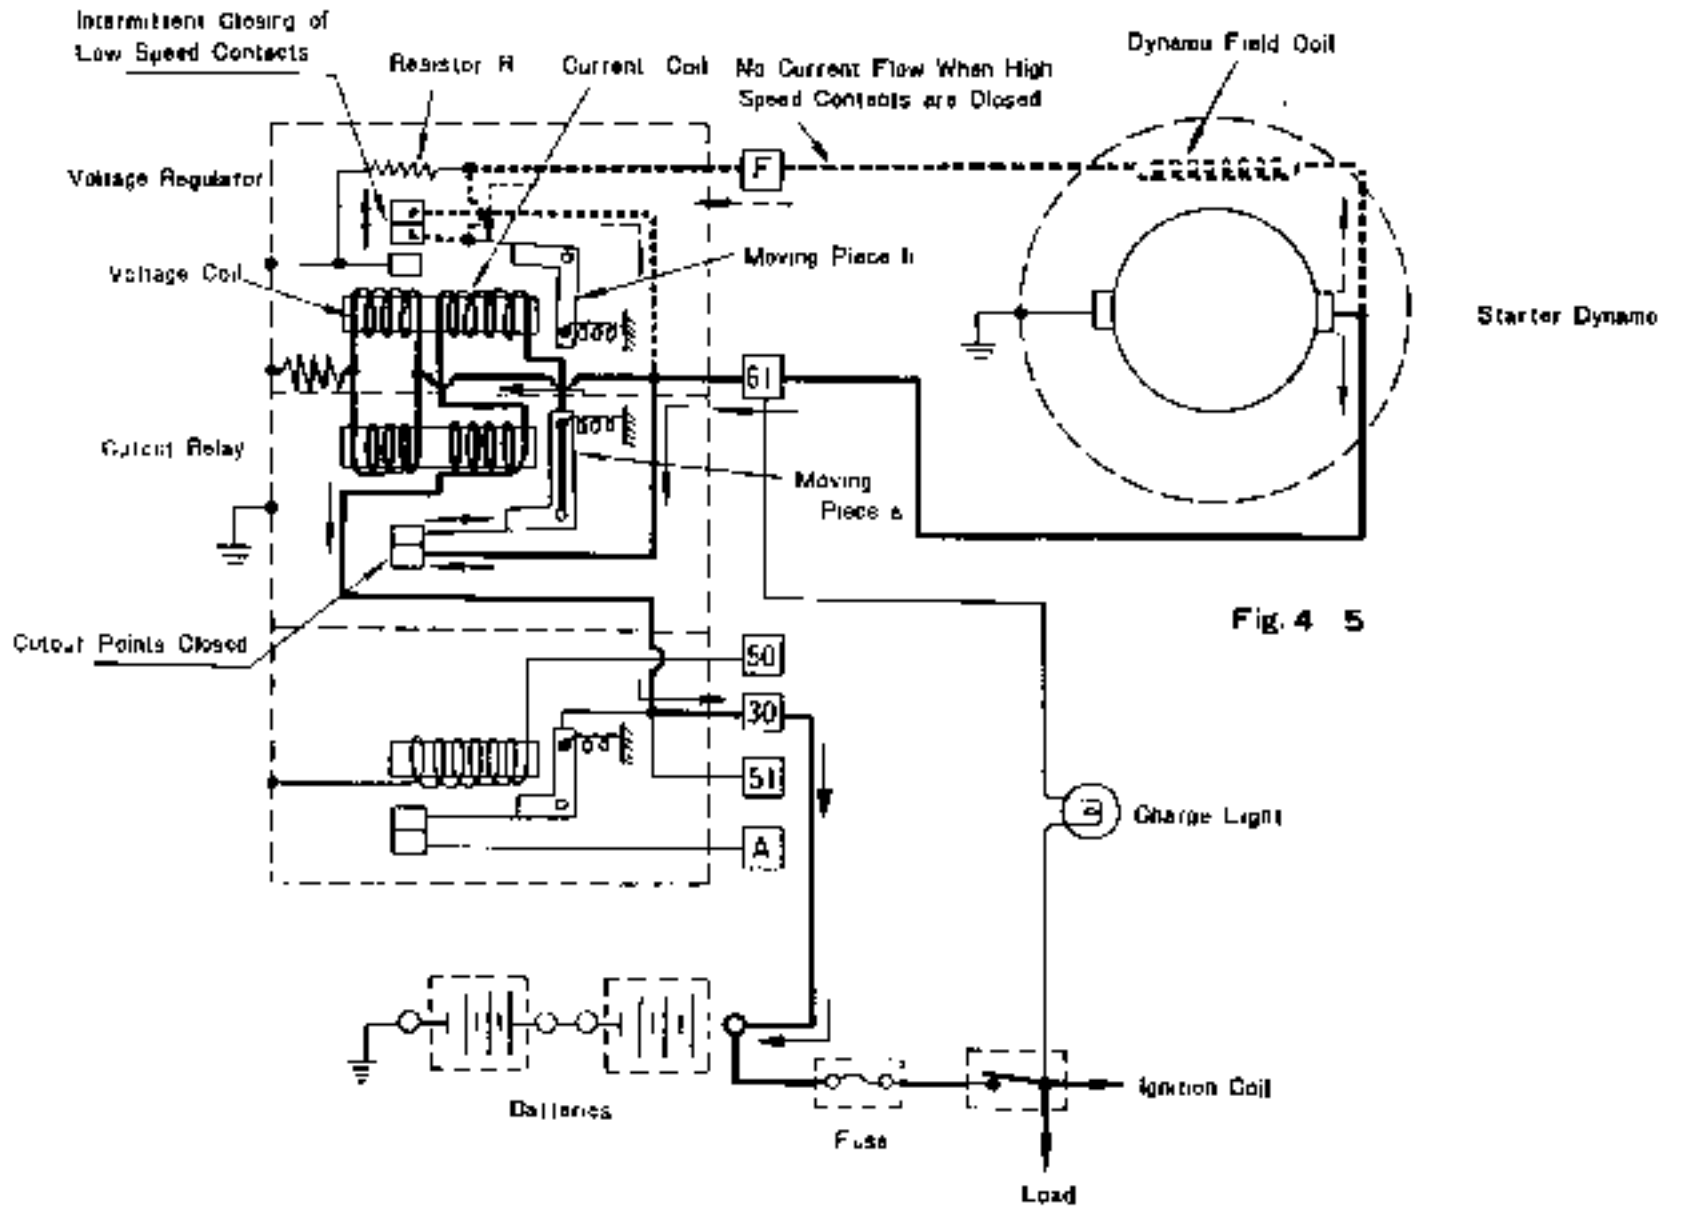 Intermittent Closing of
Low Speed Contacts
Resistor R
Current Coil
No Current Flow When High
Speed Contacts are Closed
Dynamo Field Coil
Voltage Regulator
F
Voltage Coil
Moving Piece b
Starter Dynamo
61
Cutout Relay
Moving
Piece a
Fig. 4 5
Cutout Points Closed
50
30
51
A
Charge Light
Batteries
Fuse
Ignition Coil
Load